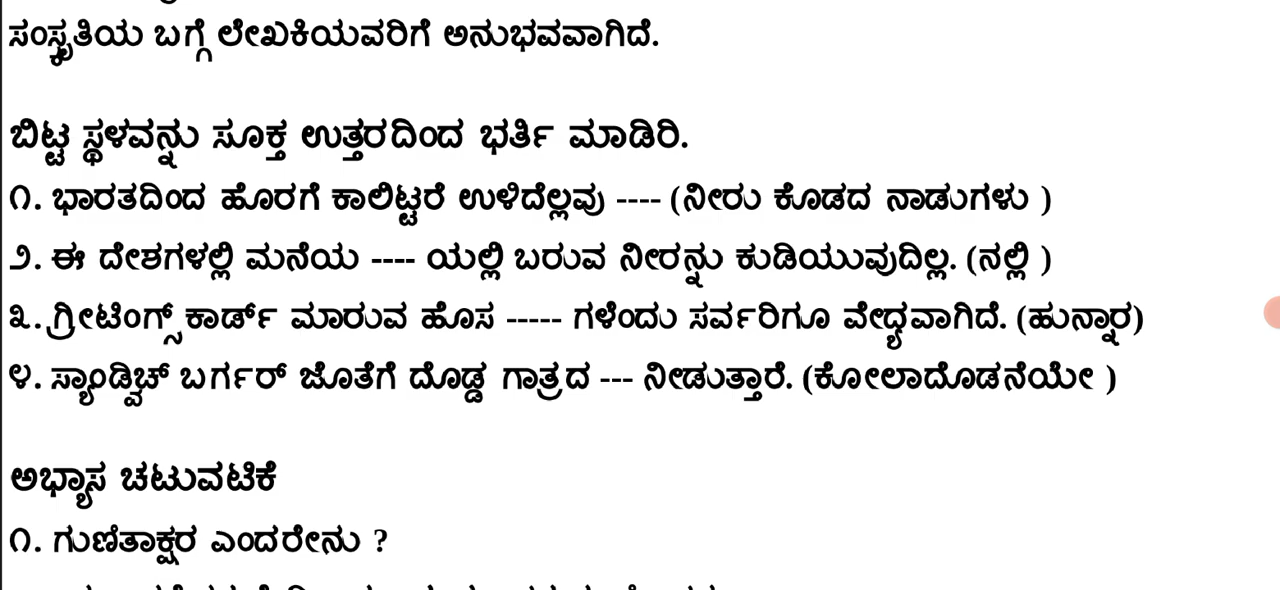 ಸಂಸ್ಕೃತಿಯ ಬಗ್ಗೆ ಲೇಖಕಿಯವರಿಗೆ ಅನುಭವವಾಗಿದೆ.
ಬಿಟ್ಟ ಸ್ಥಳವನ್ನು ಸೂಕ್ತ ಉತ್ತರದಿಂದ ಭರ್ತಿ ಮಾಡಿರಿ.
೧. ಭಾರತದಿಂದ ಹೊರಗೆ ಕಾಲಿಟ್ಟರೆ ಉಳಿದೆಲ್ಲವು ---- (ನೀರು ಕೊಡದ ನಾಡುಗಳು )
೨. ಈ ದೇಶಗಳಲ್ಲಿ ಮನೆಯ ---- ಯಲ್ಲಿ ಬರುವ ನೀರನ್ನು ಕುಡಿಯುವುದಿಲ್ಲ. (ನಲ್ಲಿ )
೩. ಗ್ರೀಟಿಂಗ್ಸ್ ಕಾರ್ಡ್ ಮಾರುವ ಹೊಸ ----- ಗಳೆಂದು ಸರ್ವರಿಗೂ ವೇಧ್ಯವಾಗಿದೆ. (ಹುನ್ನಾರ)
೪. ಸ್ಯಾಂಡ್ವಿಚ್ ಬರ್ಗರ್ ಜೊತೆಗೆ ದೊಡ್ಡ ಗಾತ್ರದ --- ನೀಡುತ್ತಾರೆ. (ಕೋಲಾದೊಡನೆಯೇ )
ಅಭ್ಯಾಸ ಚಟುವಟಿಕೆ
೧. ಗುಣಿತಾಕ್ಷರ ಎಂದರೇನು ?